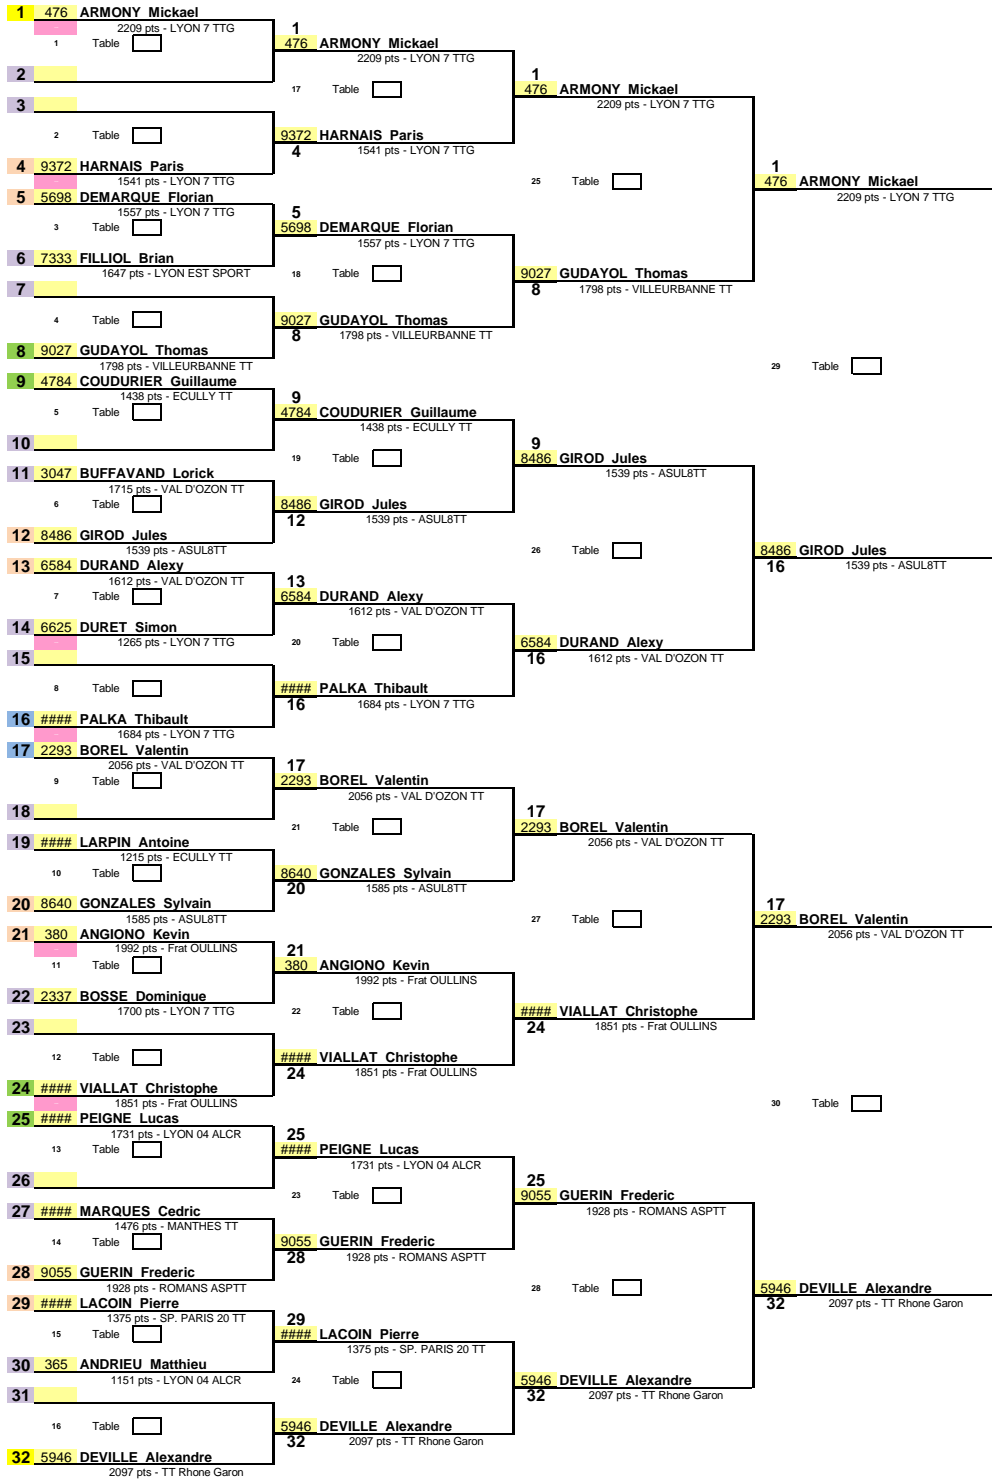 1 476 ARMONY Mickael
2209 pts - LYON 7 TTG
1 Table
2
3
2 Table
4 9372 HARNAIS Paris
1541 pts - LYON 7 TTG
5 5698 DEMARQUE Florian
1557 pts - LYON 7 TTG
3 Table
6 7333 FILLIOL Brian
1647 pts - LYON EST SPORT
7
4 Table
8 9027 GUDAYOL Thomas
1798 pts - VILLEURBANNE TT
9 4784 COUDURIER Guillaume
1438 pts - ECULLY TT
5 Table
10
11 3047 BUFFAVAND Lorick
1715 pts - VAL D'OZON TT
6 Table
12 8486 GIROD Jules
1539 pts - ASUL8TT
13 6584 DURAND Alexy
1612 pts - VAL D'OZON TT
7 Table
14 6625 DURET Simon
1265 pts - LYON 7 TTG
15
8 Table
16 #### PALKA Thibault
1684 pts - LYON 7 TTG
17 2293 BOREL Valentin
2056 pts - VAL D'OZON TT
9 Table
18
19 #### LARPIN Antoine
1215 pts - ECULLY TT
10 Table
20 8640 GONZALES Sylvain
1585 pts - ASUL8TT
21 380 ANGIONO Kevin
1992 pts - Frat OULLINS
11 Table
22 2337 BOSSE Dominique
1700 pts - LYON 7 TTG
23
12 Table
24 #### VIALLAT Christophe
1851 pts - Frat OULLINS
25 #### PEIGNE Lucas
1731 pts - LYON 04 ALCR
13 Table
26
27 #### MARQUES Cedric
1476 pts - MANTHES TT
14 Table
28 9055 GUERIN Frederic
1928 pts - ROMANS ASPTT
29 #### LACOIN Pierre
1375 pts - SP. PARIS 20 TT
15 Table
30 365 ANDRIEU Matthieu
1151 pts - LYON 04 ALCR
31
16 Table
32 5946 DEVILLE Alexandre
2097 pts - TT Rhone Garon
1
476 ARMONY Mickael
2209 pts - LYON 7 TTG
17 Table
9372 HARNAIS Paris
4 1541 pts - LYON 7 TTG
5
5698 DEMARQUE Florian
1557 pts - LYON 7 TTG
18 Table
9027 GUDAYOL Thomas
8 1798 pts - VILLEURBANNE TT
9
4784 COUDURIER Guillaume
1438 pts - ECULLY TT
19 Table
8486 GIROD Jules
12 1539 pts - ASUL8TT
13
6584 DURAND Alexy
1612 pts - VAL D'OZON TT
20 Table
#### PALKA Thibault
16 1684 pts - LYON 7 TTG
17
2293 BOREL Valentin
2056 pts - VAL D'OZON TT
21 Table
8640 GONZALES Sylvain
20 1585 pts - ASUL8TT
21
380 ANGIONO Kevin
1992 pts - Frat OULLINS
22 Table
#### VIALLAT Christophe
24 1851 pts - Frat OULLINS
25
#### PEIGNE Lucas
1731 pts - LYON 04 ALCR
23 Table
9055 GUERIN Frederic
28 1928 pts - ROMANS ASPTT
29
#### LACOIN Pierre
1375 pts - SP. PARIS 20 TT
24 Table
5946 DEVILLE Alexandre
32 2097 pts - TT Rhone Garon
1
476 ARMONY Mickael
2209 pts - LYON 7 TTG
25 Table
9027 GUDAYOL Thomas
8 1798 pts - VILLEURBANNE TT
9
8486 GIROD Jules
1539 pts - ASUL8TT
26 Table
6584 DURAND Alexy
16 1612 pts - VAL D'OZON TT
17
2293 BOREL Valentin
2056 pts - VAL D'OZON TT
27 Table
#### VIALLAT Christophe
24 1851 pts - Frat OULLINS
25
9055 GUERIN Frederic
1928 pts - ROMANS ASPTT
28 Table
5946 DEVILLE Alexandre
32 2097 pts - TT Rhone Garon
1
476 ARMONY Mickael
2209 pts - LYON 7 TTG
29 Table
8486 GIROD Jules
16 1539 pts - ASUL8TT
17
2293 BOREL Valentin
2056 pts - VAL D'OZON TT
30 Table
5946 DEVILLE Alexandre
32 2097 pts - TT Rhone Garon